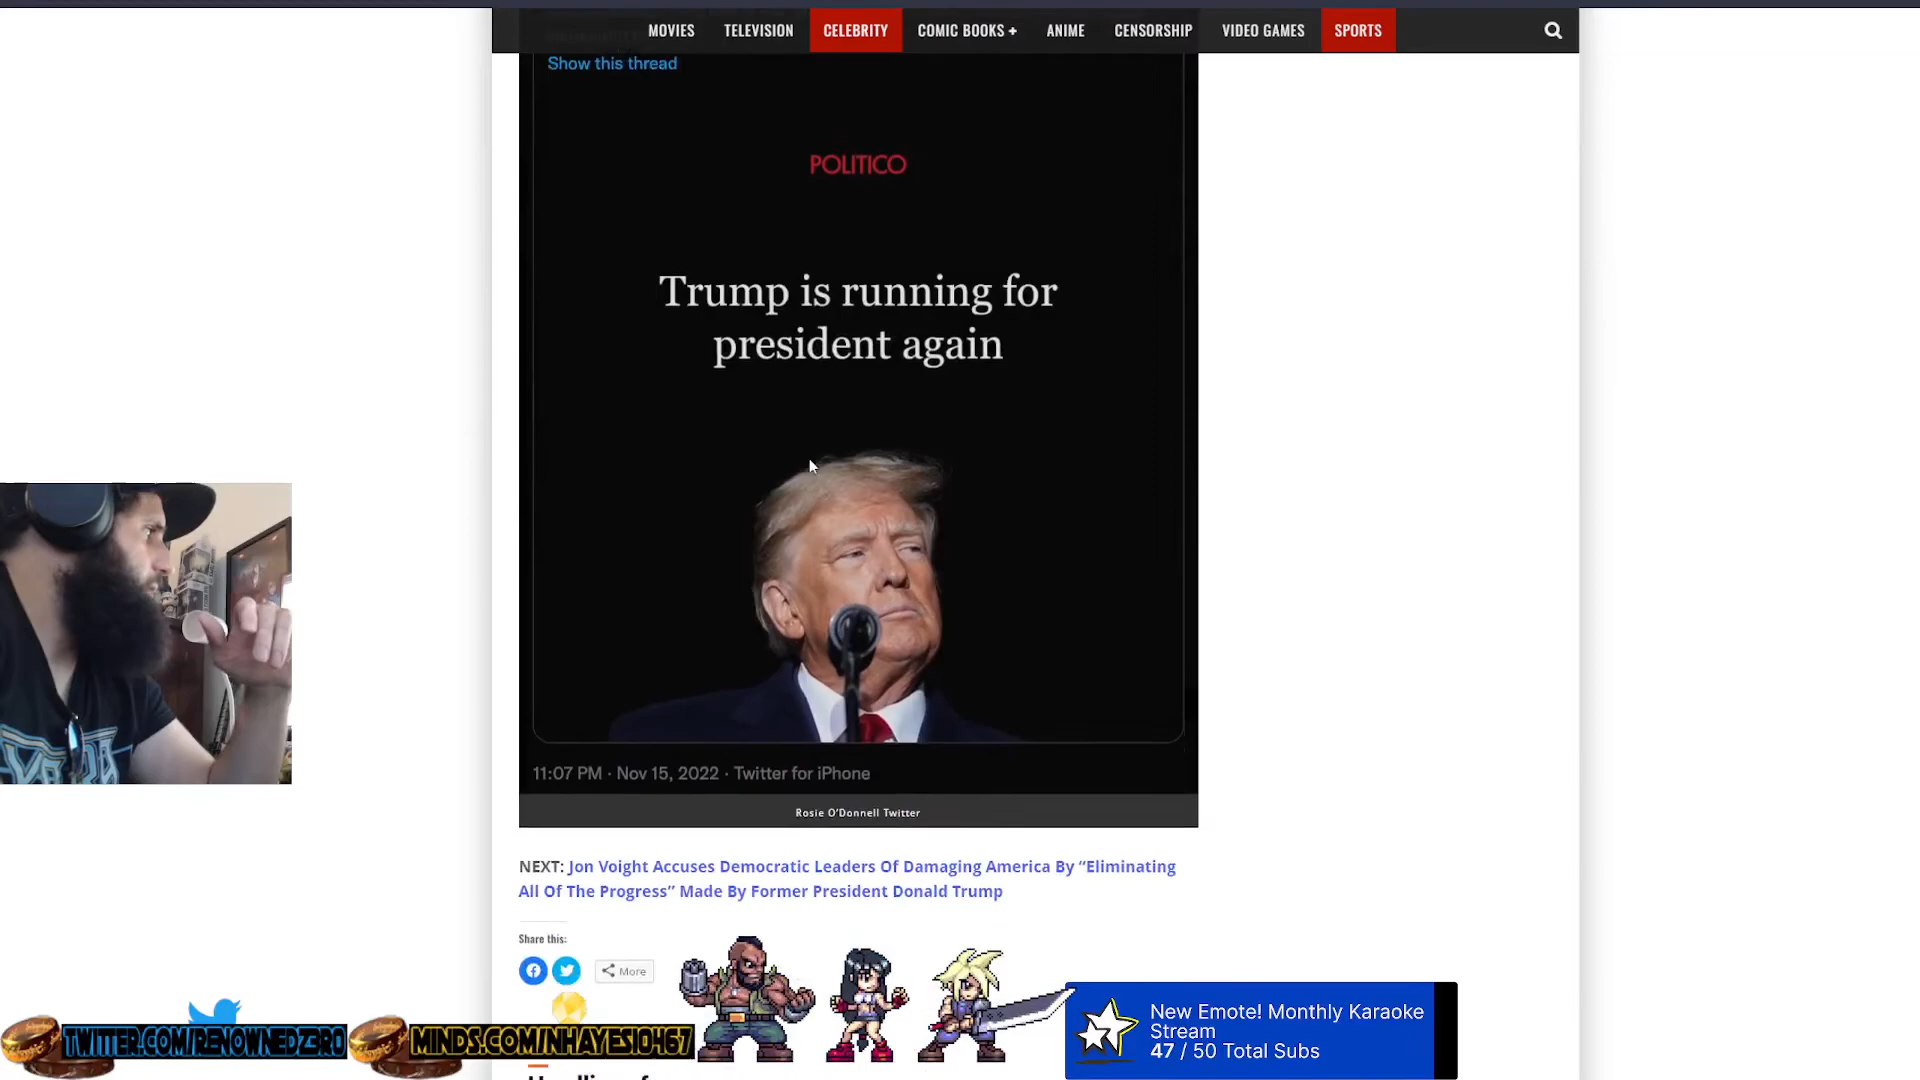 MOVIES TELEVISION CELEBRITY COMIC BOOKS + ANIME CENSORSHIP VIDEO GAMES SPORTS
Show this thread
POLITICO
Trump is running for
president again
11:07 PM · Nov 15, 2022 · Twitter for iPhone
Rosie O'Donnell Twitter
NEXT: Jon Voight Accuses Democratic Leaders Of Damaging America By “Eliminating
All Of The Progress” Made By Former President Donald Trump
Share this:
More
New Emote! Monthly Karaoke
Stream
47 / 50 Total Subs
TWITTER.COM/RENOWNEDZ3R0
MINDS.COM/NHAYES10467